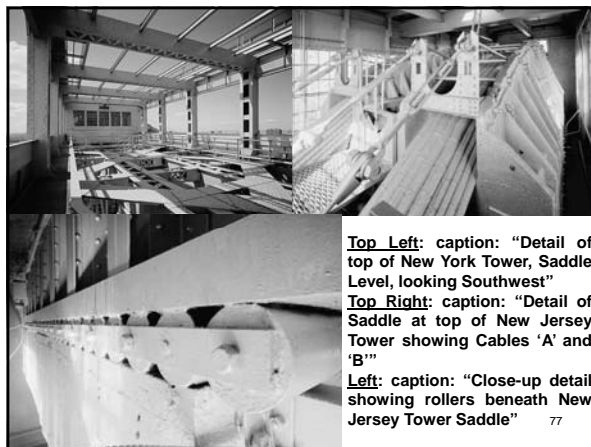 Top Left: caption: “Detail of
top of New York Tower, Saddle
Level, looking Southwest”
Top Right: caption: “Detail of
Saddle at top of New Jersey
Tower showing Cables ‘A’ and
‘B’”
Left: caption: “Close-up detail
showing rollers beneath New
Jersey Tower Saddle” 77